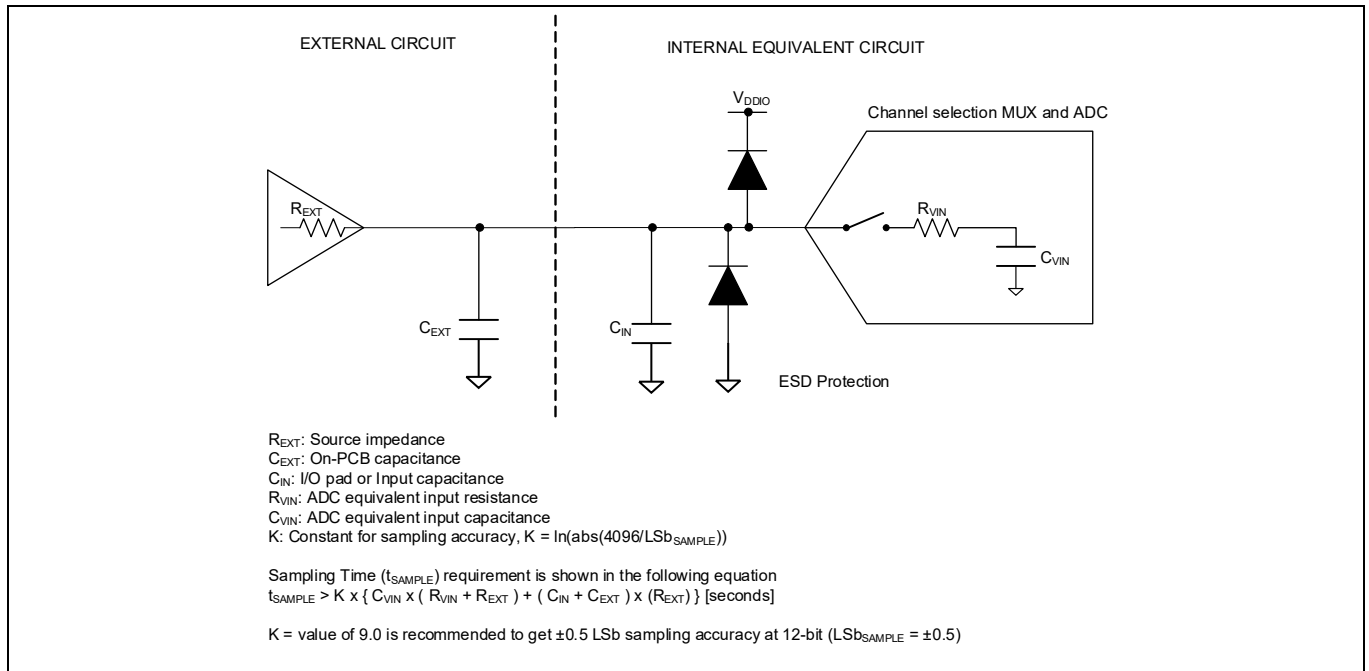 EXTERNAL CIRCUIT
INTERNAL EQUIVALENT CIRCUIT
VDDIO
Channel selection MUX and ADC
REXT
RVIN
CVIN
CEXT
CIN
ESD Protection
REXT: Source impedance
CEXT: On-PCB capacitance
CIN: I/O pad or Input capacitance
RVIN: ADC equivalent input resistance
CVIN: ADC equivalent input capacitance
K: Constant for sampling accuracy, K = ln(abs(4096/LSbSAMPLE))
Sampling Time (tSAMPLE) requirement is shown in the following equation
tSAMPLE > K x { CVIN x ( RVIN + REXT ) + ( CIN + CEXT ) x (REXT) } [seconds]
K = value of 9.0 is recommended to get ±0.5 LSb sampling accuracy at 12-bit (LSbSAMPLE = ±0.5)